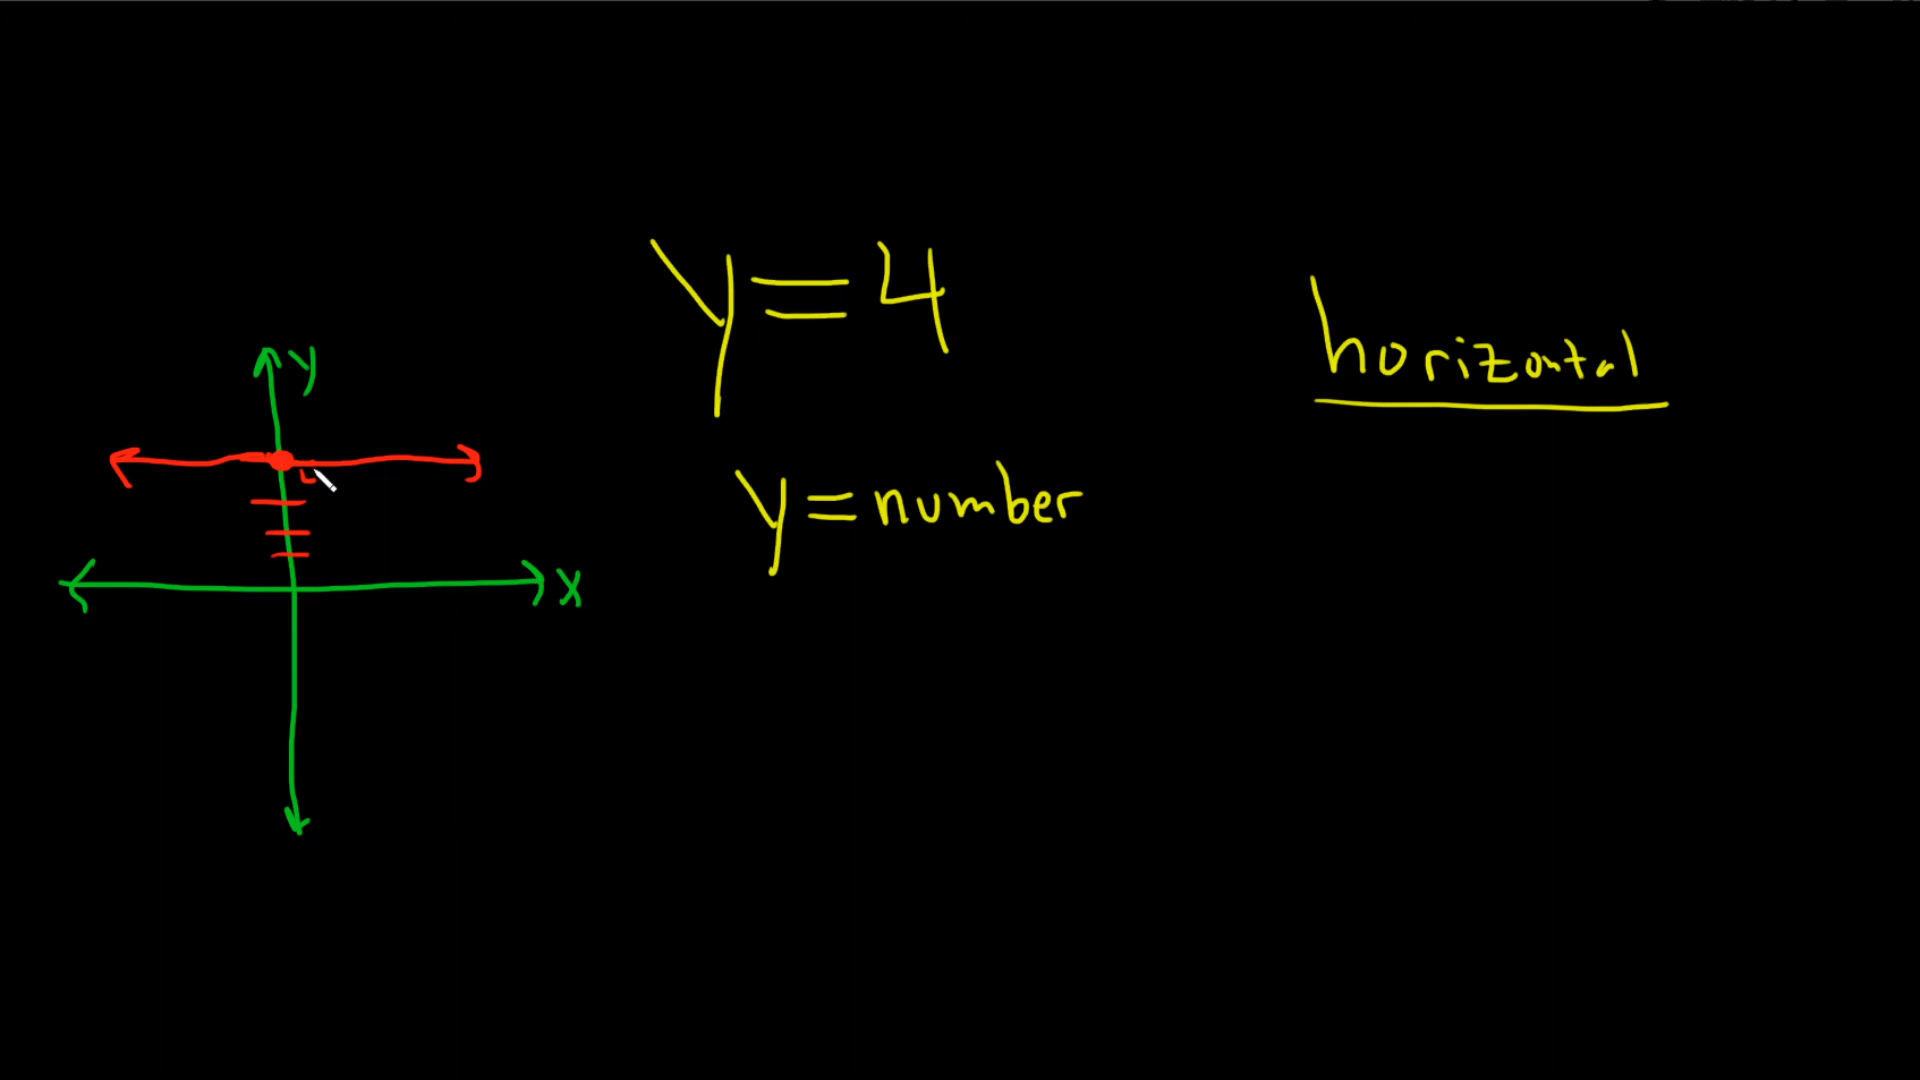 y = 4
horizontal
y
y = number
x